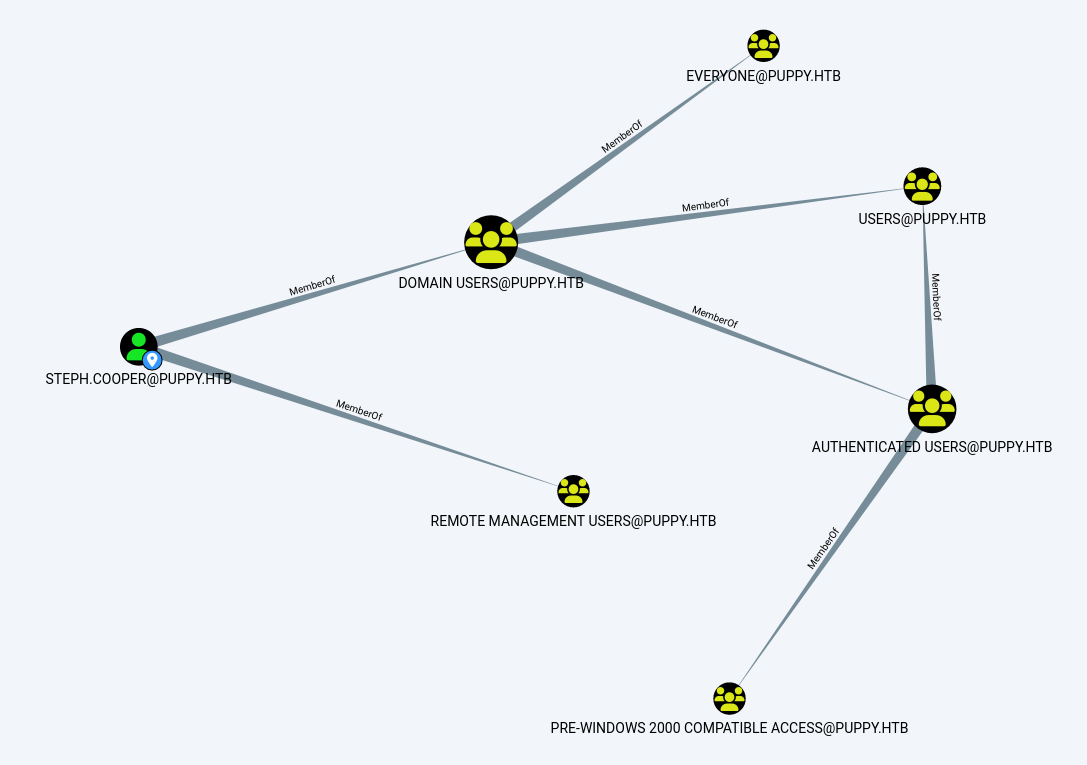 EVERYONE@PUPPY.HTB
MemberOf
MemberOf
USERS@PUPPY.HTB
MemberOf
DOMAIN USERS@PUPPY.HTB
MemberOf
MemberOf
STEPH.COOPER@PUPPY.HTB
MemberOf
AUTHENTICATED USERS@PUPPY.HTB
REMOTE MANAGEMENT USERS@PUPPY.HTB
MemberOf
PRE-WINDOWS 2000 COMPATIBLE ACCESS@PUPPY.HTB